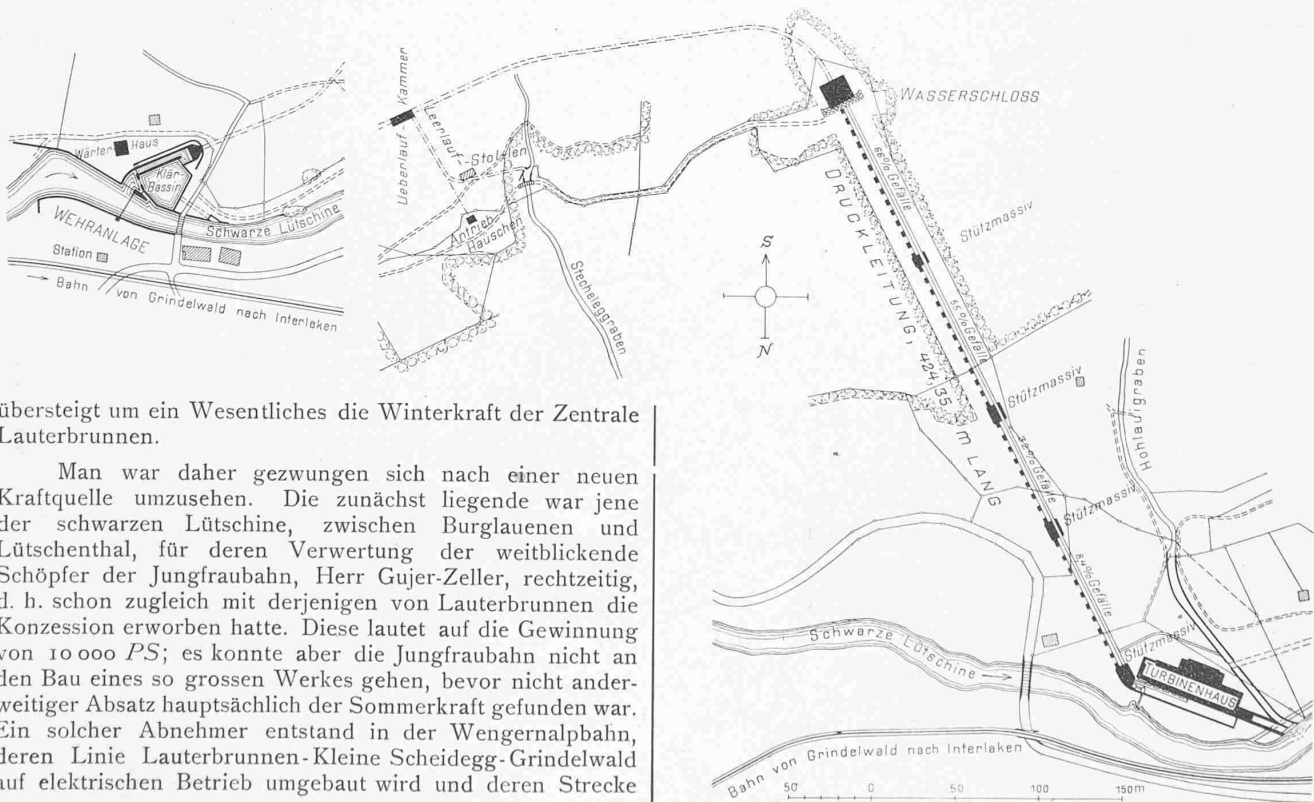 Wärter Haus
Klär-
Bassin
WEHRANLAGE
Schwarze Lütschine
Station
Bahn von Grindelwald nach Interlaken
Ueberlauf Kammer
Leerlauf-Stollen
Antrieb
Häuschen
Stecheleggraben
WASSERSCHLOSS
66% Gefälle
Stützmassiv
DRUCKLEITUNG, 424,35 m LANG
55% Gefälle
Stützmassiv
S
N
Hohlauigraben
Stützmassiv
8,4% Gefälle
Stützmassiv
TURBINENHAUS
Schwarze Lütschine
Bahn von Grindelwald nach Interlaken
50 0 50 100 150m
übersteigt um ein Wesentliches die Winterkraft der Zentrale
Lauterbrunnen.
Man war daher gezwungen sich nach einer neuen
Kraftquelle umzusehen. Die zunächst liegende war jene
der schwarzen Lütschine, zwischen Burglauenen und
Lütschenthal, für deren Verwertung der weitblickende
Schöpfer der Jungfraubahn, Herr Gujer-Zeller, rechtzeitig,
d. h. schon zugleich mit derjenigen von Lauterbrunnen die
Konzession erworben hatte. Diese lautet auf die Gewinnung
von 10 000 PS; es konnte aber die Jungfraubahn nicht an
den Bau eines so grossen Werkes gehen, bevor nicht ander-
weitiger Absatz hauptsächlich der Sommerkraft gefunden war.
Ein solcher Abnehmer entstand in der Wengernalpbahn,
deren Linie Lauterbrunnen-Kleine Scheidegg-Grindelwald
auf elektrischen Betrieb umgebaut wird und deren Strecke